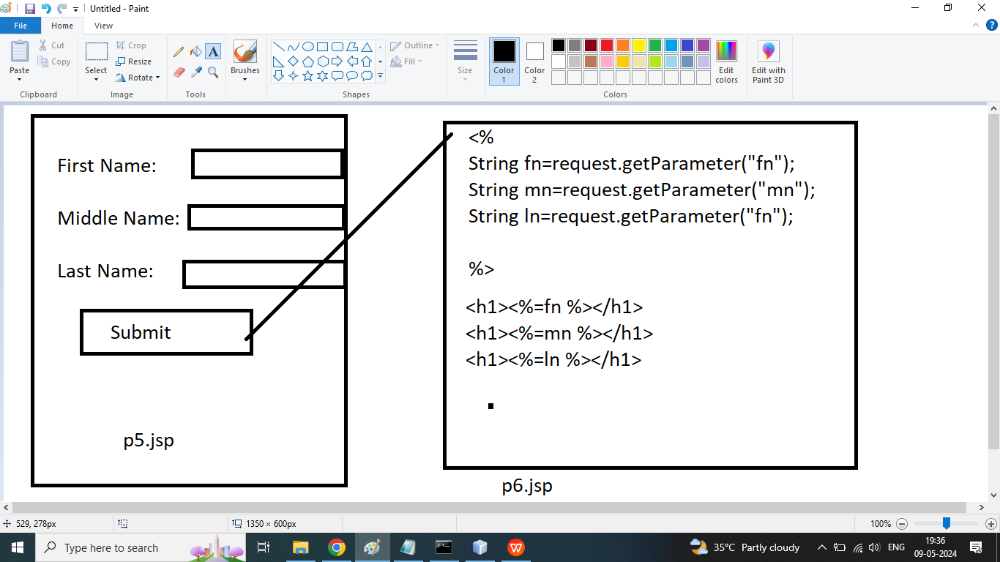 Untitled - Paint
File
Home
View
Paste
Cut
Copy
Clipboard
Select
Crop
Resize
Rotate
Image
A
Tools
Brushes
Shapes
Outline
Fill
Size
Color
1
Color
2
Colors
Edit
colors
Edit with
Paint 3D
First Name:
Middle Name:
Last Name:
Submit
p5.jsp
<%
String fn=request.getParameter("fn");
String mn=request.getParameter("mn");
String ln=request.getParameter("fn");
%>
<h1><%=fn %></h1>
<h1><%=mn %></h1>
<h1><%=ln %></h1>
p6.jsp
529, 278px
1350 × 600px
100%
Type here to search
35°C Partly cloudy
ENG
19:36
09-05-2024